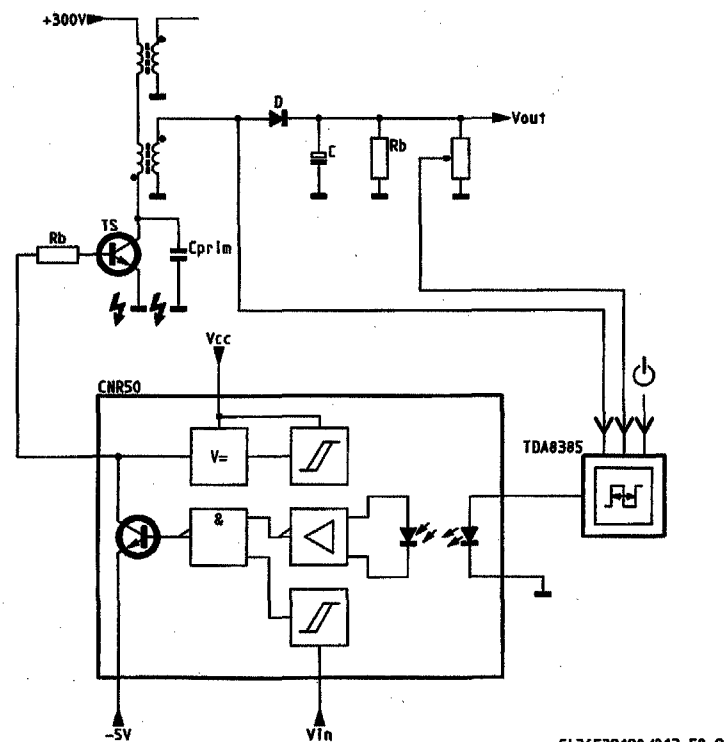 +300V
D
Vout
C
Rb
TS
Rb
Cprim
Vcc
CNR50
TDA8385
V=
&
-5V
Vin